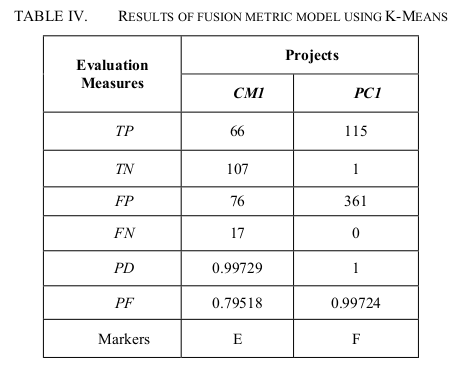 TABLE IV. RESULTS OF FUSION METRIC MODEL USING K-MEANS
Evaluation Measures Projects
CM1 PC1
TP 66 115
TN 107 1
FP 76 361
FN 17 0
PD 0.99729 1
PF 0.79518 0.99724
Markers E F